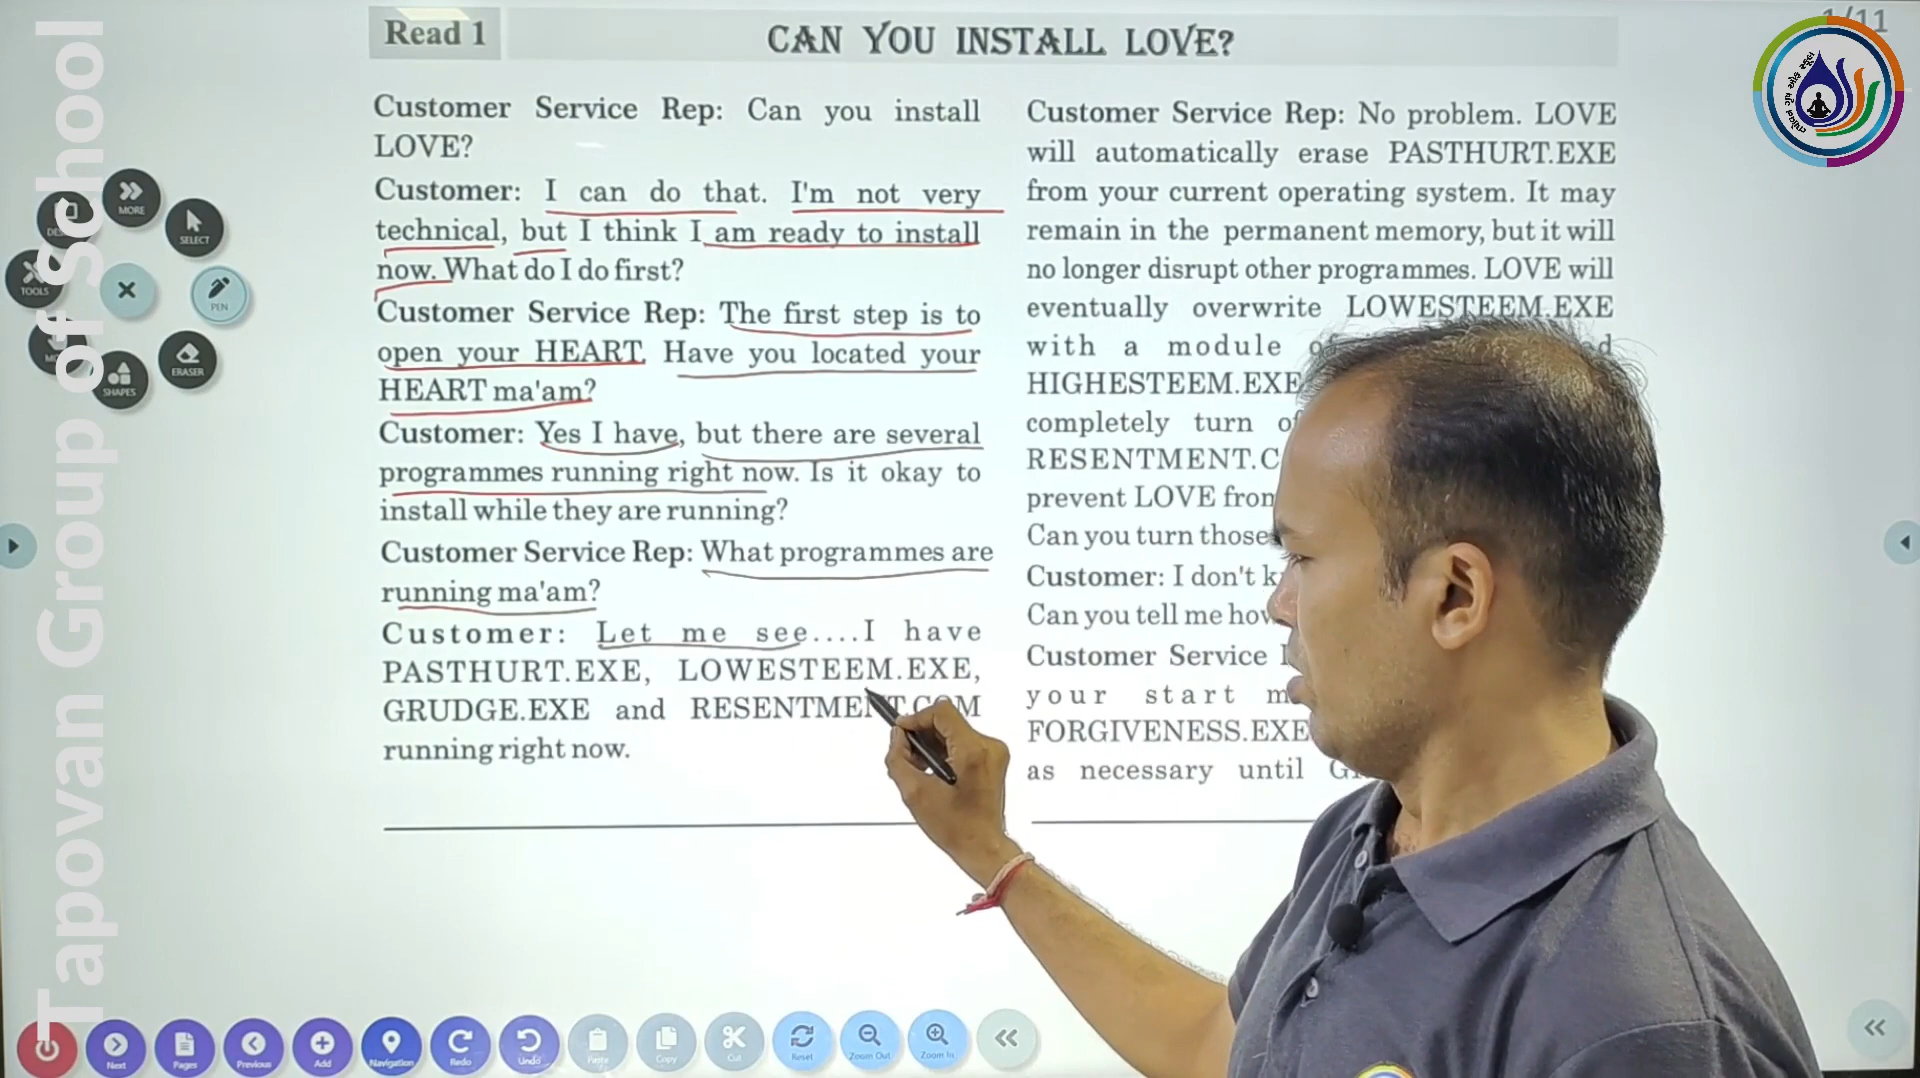 Read 1
CAN YOU INSTALL LOVE?
1/11
Customer Service Rep: Can you install
LOVE?
Customer: I can do that. I'm not very
technical, but I think I am ready to install
now. What do I do first?
Customer Service Rep: The first step is to
open your HEART. Have you located your
HEART ma'am?
Customer: Yes I have, but there are several
programmes running right now. Is it okay to
install while they are running?
Customer Service Rep: What programmes are
running ma'am?
Customer: Let me see....I have
PASTHURT.EXE, LOWESTEEM.EXE,
GRUDGE.EXE and RESENTMENT.COM
running right now.
Customer Service Rep: No problem. LOVE
will automatically erase PASTHURT.EXE
from your current operating system. It may
remain in the permanent memory, but it will
no longer disrupt other programmes. LOVE will
eventually overwrite LOWESTEEM.EXE
with a module
HIGHESTEEM.EXE
completely turn
RESENTMENT.C
prevent LOVE
Can you turn those
Customer: I don't
Can you tell me how
Customer Service
your start
FORGIVENESS.EXE
as necessary until
Tapovan Group of School
MORE
SELECT
TOOLS
PEN
SHAPES
ERASER
Next
Pages
Previous
Add
Navigation
Redo
Undo
Paste
Copy
Cut
Reset
Zoom Out
Zoom In